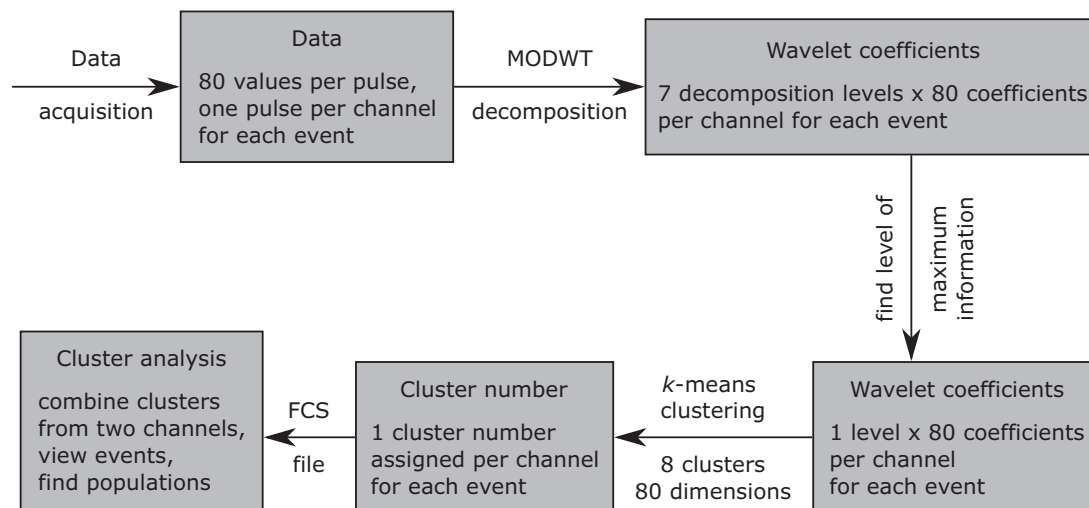 Data
acquisition
Data
80 values per pulse,
one pulse per channel
for each event
MODWT
decomposition
Wavelet coefficients
7 decomposition levels x 80 coefficients
per channel for each event
find level of
maximum
information
Wavelet coefficients
1 level x 80 coefficients
per channel
for each event
k-means
clustering
8 clusters
80 dimensions
Cluster number
1 cluster number
assigned per channel
for each event
FCS
file
Cluster analysis
combine clusters
from two channels,
view events,
find populations